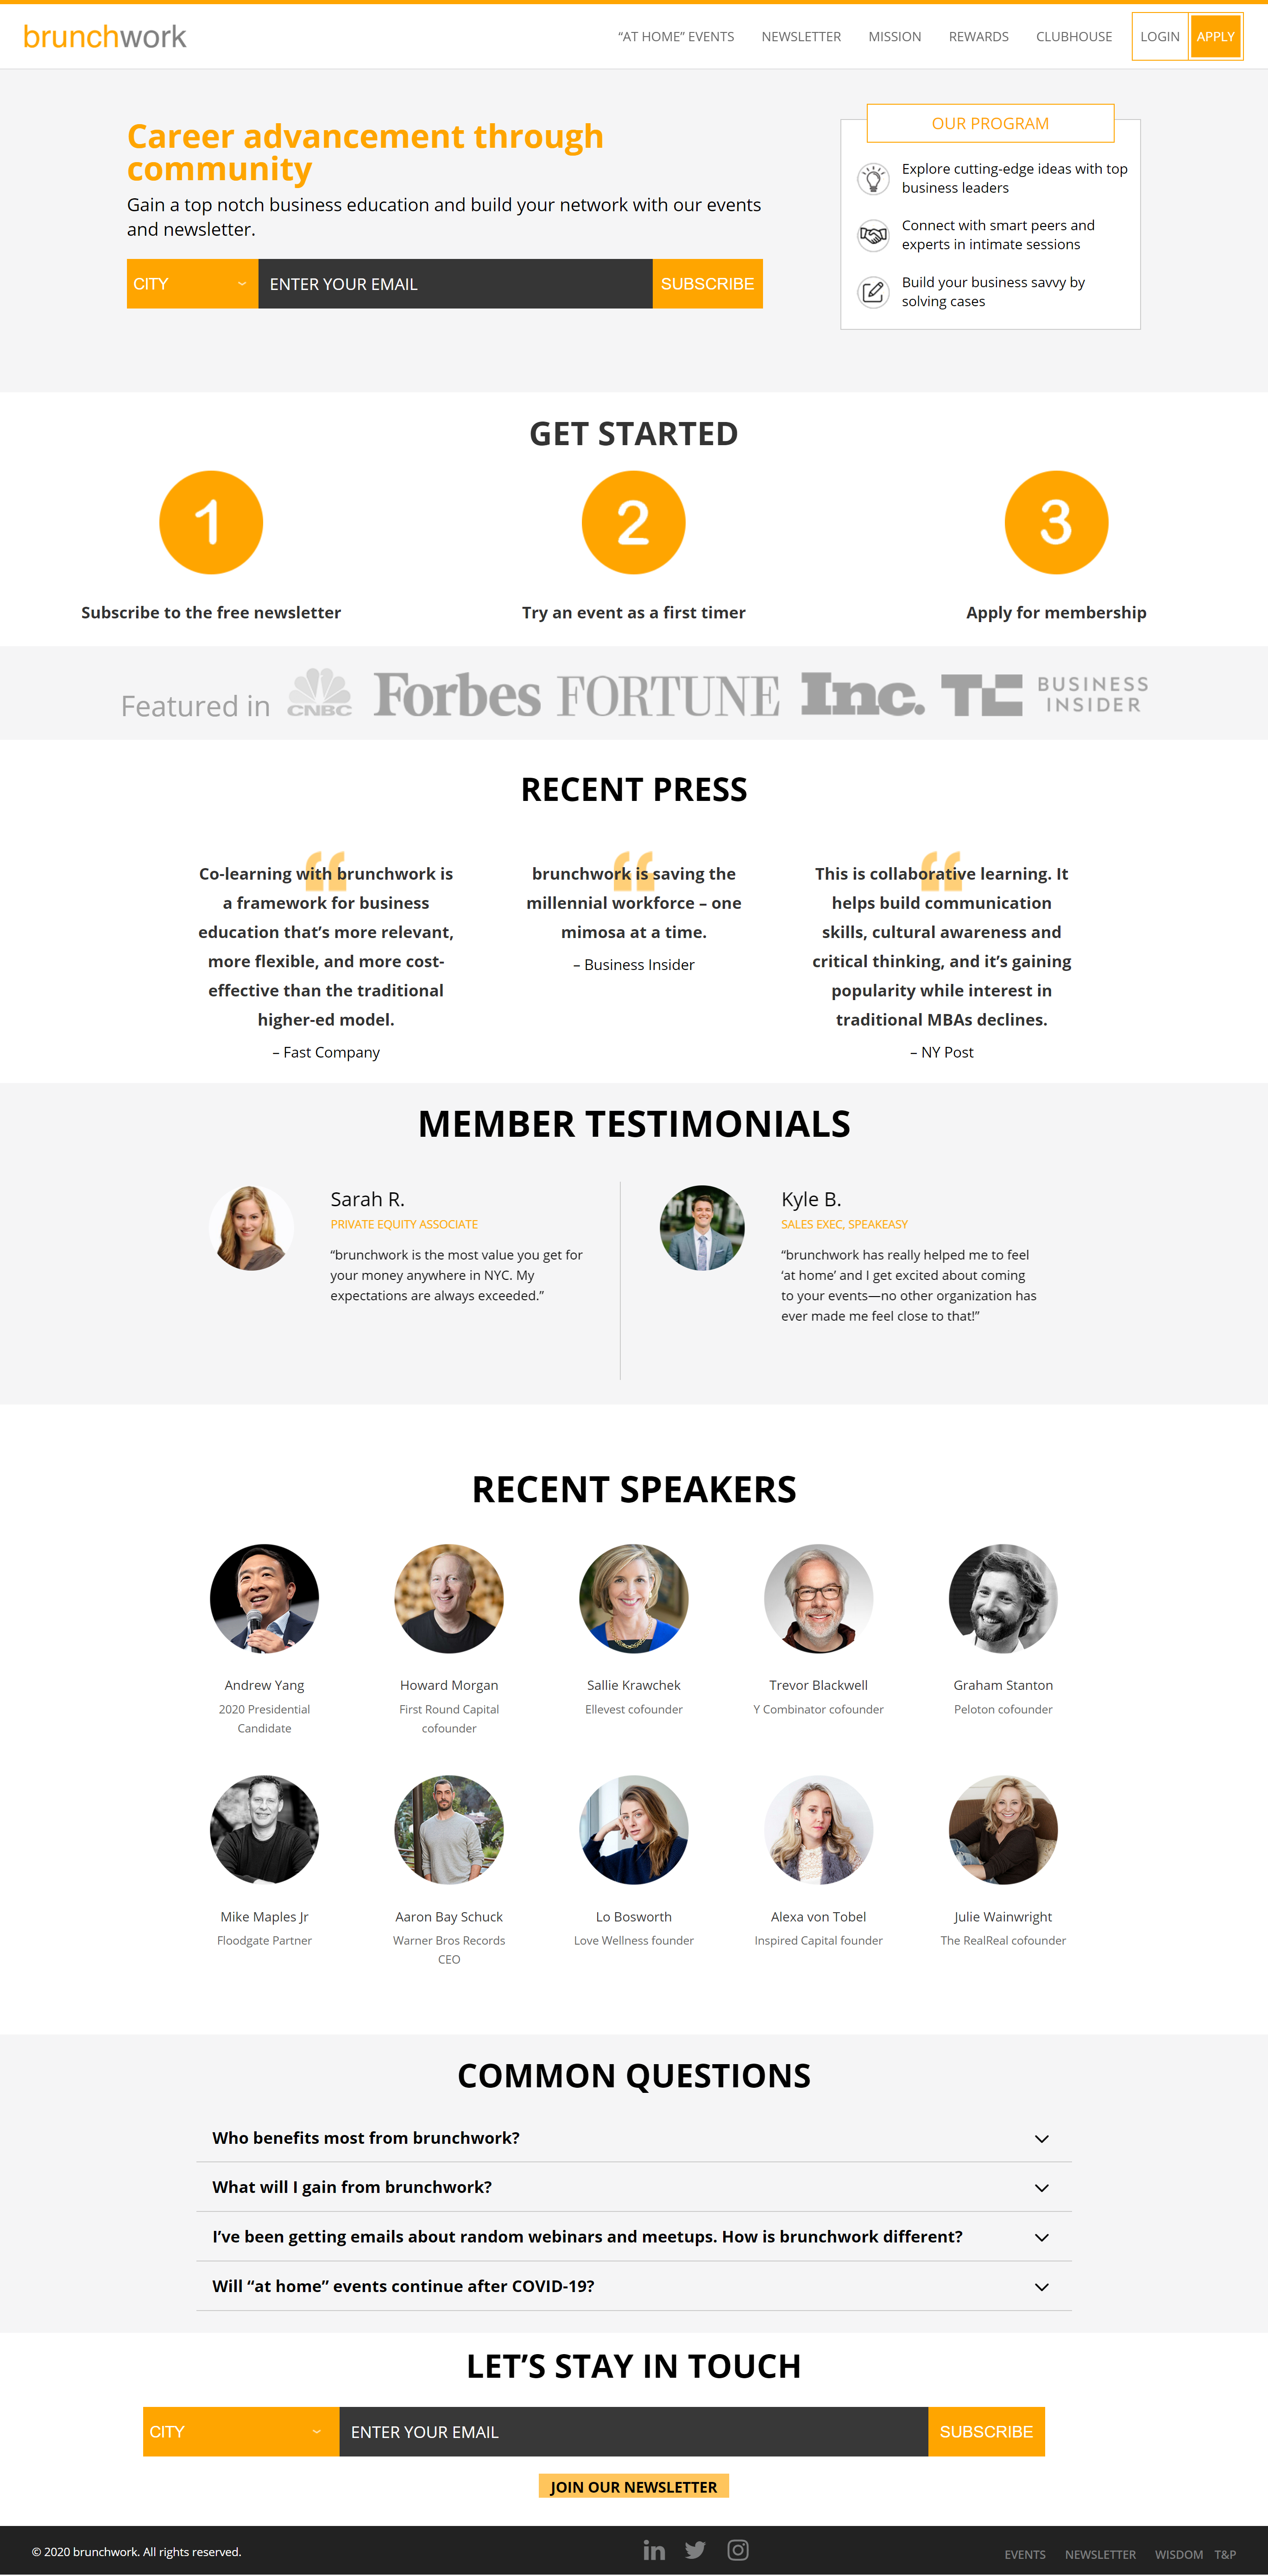 brunchwork
“AT HOME” EVENTS NEWSLETTER MISSION REWARDS CLUBHOUSE LOGIN APPLY
Career advancement through
community
Gain a top notch business education and build your network with our events
and newsletter.
CITY ENTER YOUR EMAIL SUBSCRIBE
OUR PROGRAM
Explore cutting-edge ideas with top
business leaders
Connect with smart peers and
experts in intimate sessions
Build your business savvy by
solving cases
GET STARTED
1
Subscribe to the free newsletter
2
Try an event as a first timer
3
Apply for membership
Featured in CNBC Forbes FORTUNE Inc. TC BUSINESS
INSIDER
RECENT PRESS
“
Co-learning with brunchwork is
a framework for business
education that’s more relevant,
more flexible, and more cost-
effective than the traditional
higher-ed model.
– Fast Company
“
brunchwork is saving the
millennial workforce – one
mimosa at a time.
– Business Insider
“
This is collaborative learning. It
helps build communication
skills, cultural awareness and
critical thinking, and it’s gaining
popularity while interest in
traditional MBAs declines.
– NY Post
MEMBER TESTIMONIALS
Sarah R.
PRIVATE EQUITY ASSOCIATE
“brunchwork is the most value you get for
your money anywhere in NYC. My
expectations are always exceeded.”
Kyle B.
SALES EXEC, SPEAKEASY
“brunchwork has really helped me to feel
‘at home’ and I get excited about coming
to your events—no other organization has
ever made me feel close to that!”
RECENT SPEAKERS
Andrew Yang
2020 Presidential
Candidate
Howard Morgan
First Round Capital
cofounder
Sallie Krawchek
Ellevest cofounder
Trevor Blackwell
Y Combinator cofounder
Graham Stanton
Peloton cofounder
Mike Maples Jr
Floodgate Partner
Aaron Bay Schuck
Warner Bros Records
CEO
Lo Bosworth
Love Wellness founder
Alexa von Tobel
Inspired Capital founder
Julie Wainwright
The RealReal cofounder
COMMON QUESTIONS
Who benefits most from brunchwork?
What will I gain from brunchwork?
I’ve been getting emails about random webinars and meetups. How is brunchwork different?
Will “at home” events continue after COVID-19?
LET’S STAY IN TOUCH
CITY ENTER YOUR EMAIL SUBSCRIBE
JOIN OUR NEWSLETTER
© 2020 brunchwork. All rights reserved.
in
EVENTS NEWSLETTER WISDOM T&P